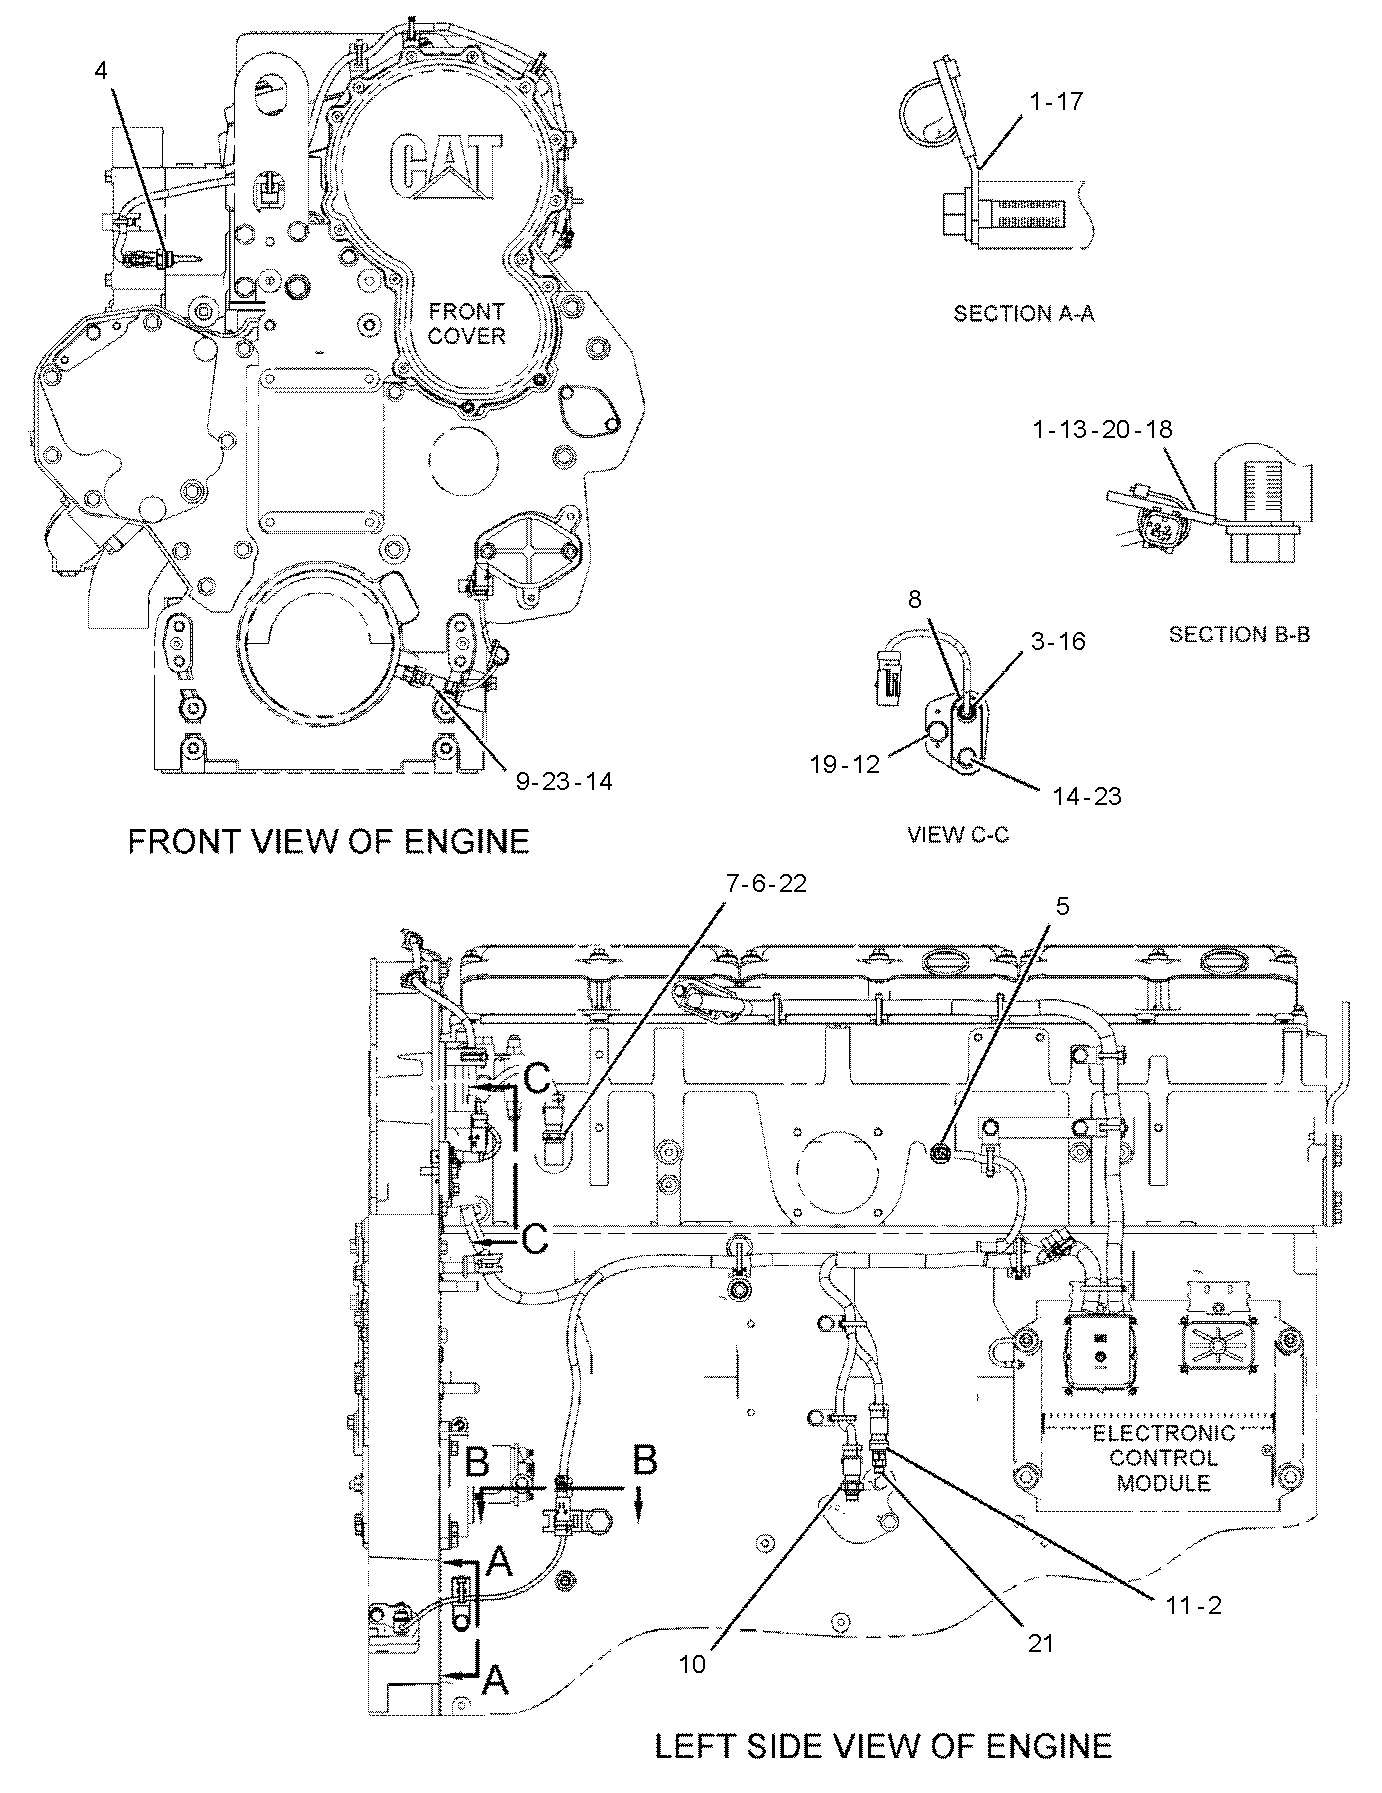 4
CAT
FRONT
COVER
9-23-14
FRONT VIEW OF ENGINE
1-17
SECTION A-A
1-13-20-18
SECTION B-B
8
3-16
19-12
14-23
VIEW C-C
7-6-22
5
C
C
B
B
A
A
ELECTRONIC
CONTROL
MODULE
11-2
21
10
LEFT SIDE VIEW OF ENGINE